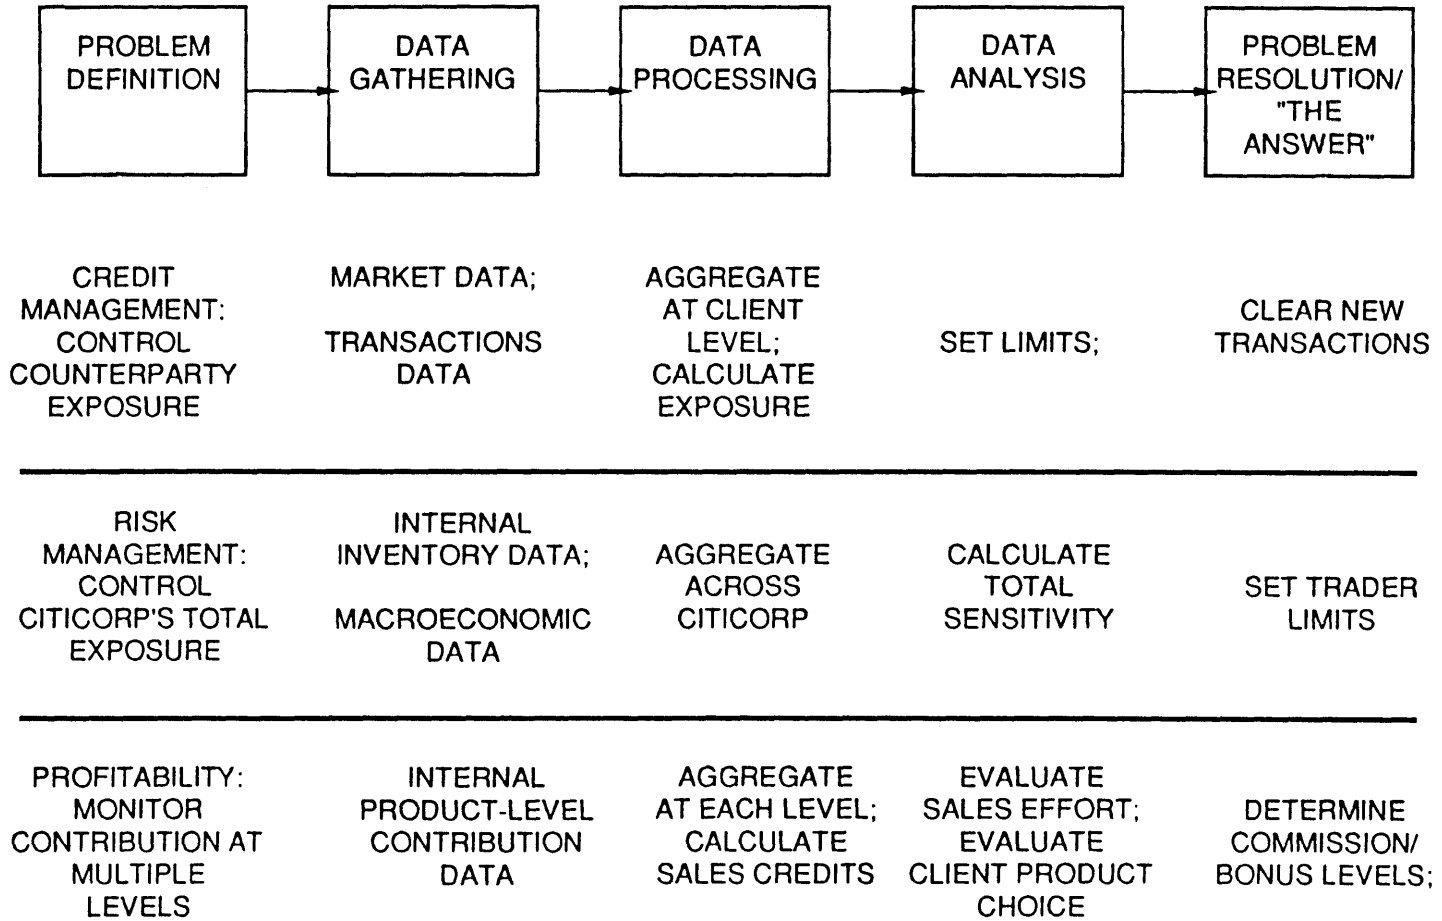 PROBLEM
DEFINITION
DATA
GATHERING
DATA
PROCESSING
DATA
ANALYSIS
PROBLEM
RESOLUTION/
"THE
ANSWER"
CREDIT
MANAGEMENT:
CONTROL
COUNTERPARTY
EXPOSURE
MARKET DATA;
TRANSACTIONS
DATA
AGGREGATE
AT CLIENT
LEVEL;
CALCULATE
EXPOSURE
SET LIMITS;
CLEAR NEW
TRANSACTIONS
RISK
MANAGEMENT:
CONTROL
CITICORP'S TOTAL
EXPOSURE
INTERNAL
INVENTORY DATA;
MACROECONOMIC
DATA
AGGREGATE
ACROSS
CITICORP
CALCULATE
TOTAL
SENSITIVITY
SET TRADER
LIMITS
PROFITABILITY:
MONITOR
CONTRIBUTION AT
MULTIPLE
LEVELS
INTERNAL
PRODUCT-LEVEL
CONTRIBUTION
DATA
AGGREGATE
AT EACH LEVEL;
CALCULATE
SALES CREDITS
EVALUATE
SALES EFFORT;
EVALUATE
CLIENT PRODUCT
CHOICE
DETERMINE
COMMISSION/
BONUS LEVELS;